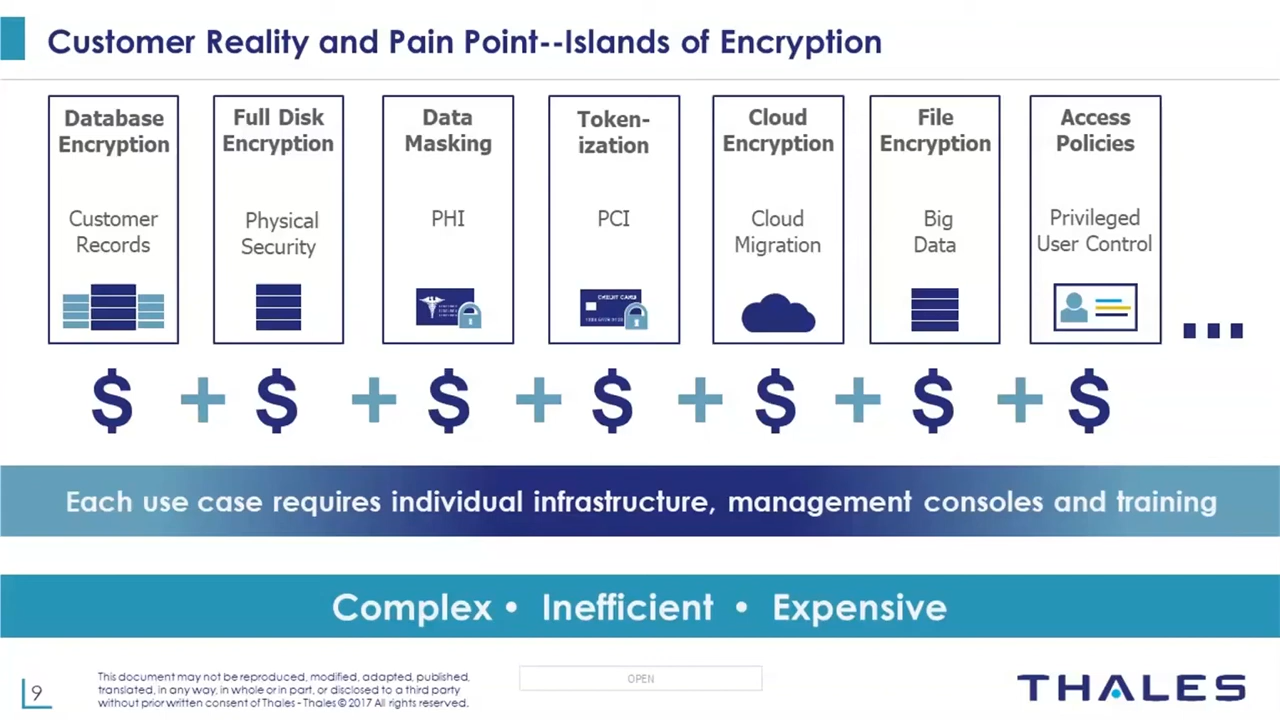 Customer Reality and Pain Point--Islands of Encryption
Database
Encryption
Customer
Records
Full Disk
Encryption
Physical
Security
Data
Masking
PHI
Token-
ization
PCI
CREDIT CARD
Cloud
Encryption
Cloud
Migration
File
Encryption
Big
Data
Access
Policies
Privileged
User Control
...
$ + $ + $ + $ + $ + $ + $
Each use case requires individual infrastructure, management consoles and training
Complex • Inefficient • Expensive
9
This document may not be reproduced, modified, adapted, published,
translated, in any way, in whole or in part, or disclosed to a third party
without prior written consent of Thales - Thales © 2017 All rights reserved.
OPEN
THALES